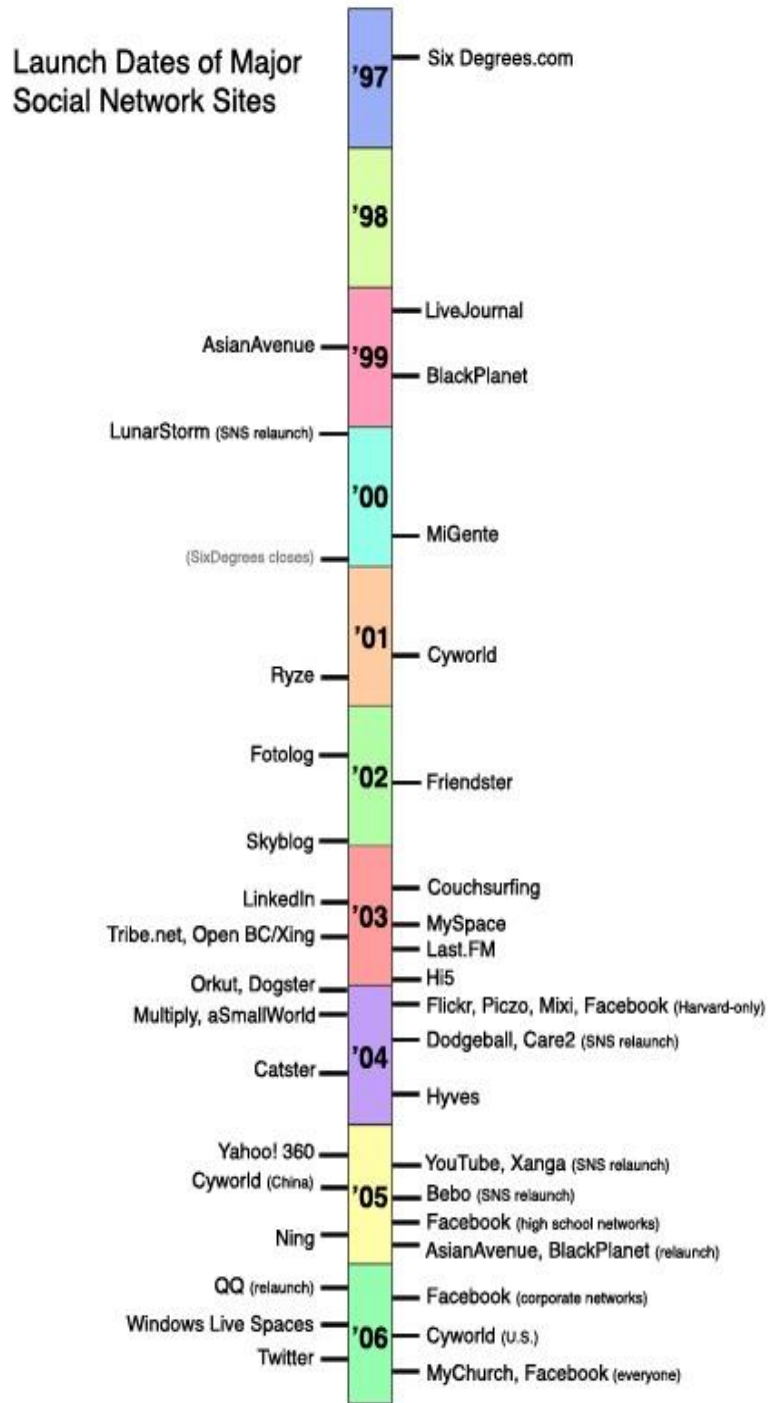 Launch Dates of Major
Social Network Sites
'97
Six Degrees.com
'98
LiveJournal
AsianAvenue
'99
BlackPlanet
LunarStorm (SNS relaunch)
'00
MiGente
(SixDegrees closes)
'01
Cyworld
Ryze
Fotolog
'02
Friendster
Skyblog
Couchsurfing
LinkedIn
'03
MySpace
Tribe.net, Open BC/Xing
Last.FM
Hi5
Orkut, Dogster
Flickr, Piczo, Mixi, Facebook (Harvard-only)
Multiply, aSmallWorld
Dodgeball, Care2 (SNS relaunch)
'04
Catster
Hyves
Yahoo! 360
YouTube, Xanga (SNS relaunch)
Cyworld (China)
'05
Bebo (SNS relaunch)
Facebook (high school networks)
Ning
AsianAvenue, BlackPlanet (relaunch)
QQ (relaunch)
Facebook (corporate networks)
Windows Live Spaces
'06
Cyworld (U.S.)
Twitter
MyChurch, Facebook (everyone)